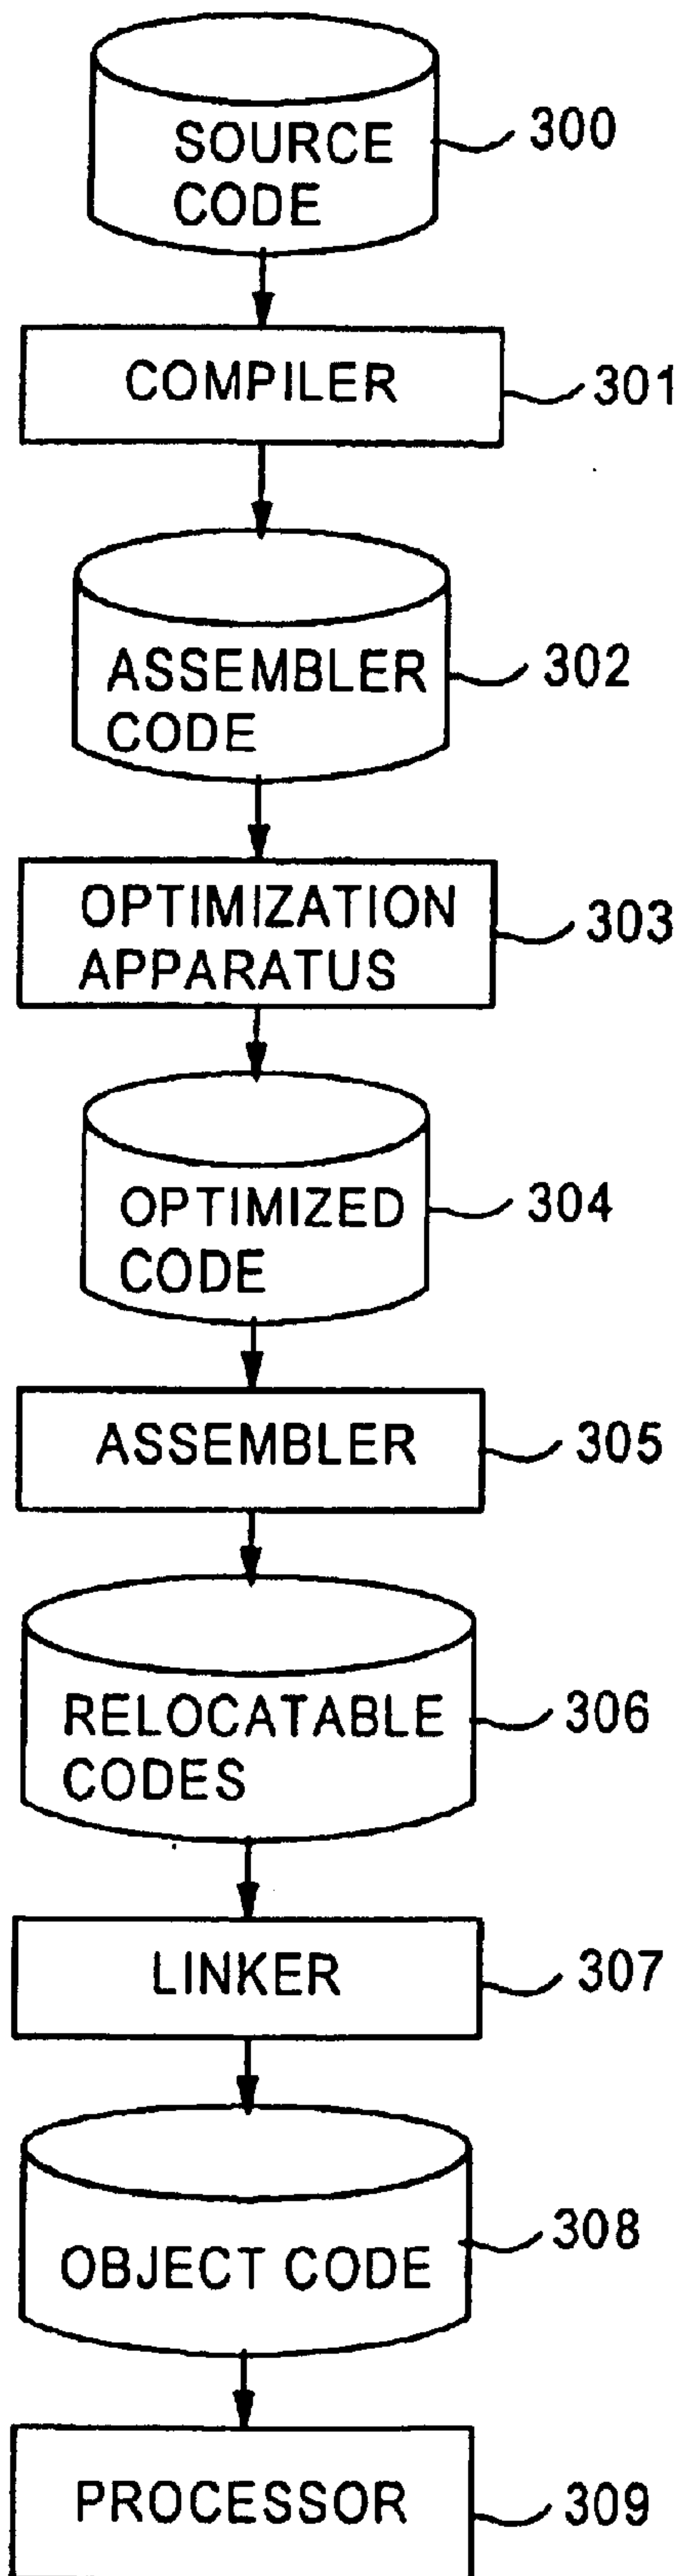 SOURCE
CODE
300
COMPILER
301
ASSEMBLER
CODE
302
OPTIMIZATION
APPARATUS
303
OPTIMIZED
CODE
304
ASSEMBLER
305
RELOCATABLE
CODES
306
LINKER
307
OBJECT CODE
308
PROCESSOR
309